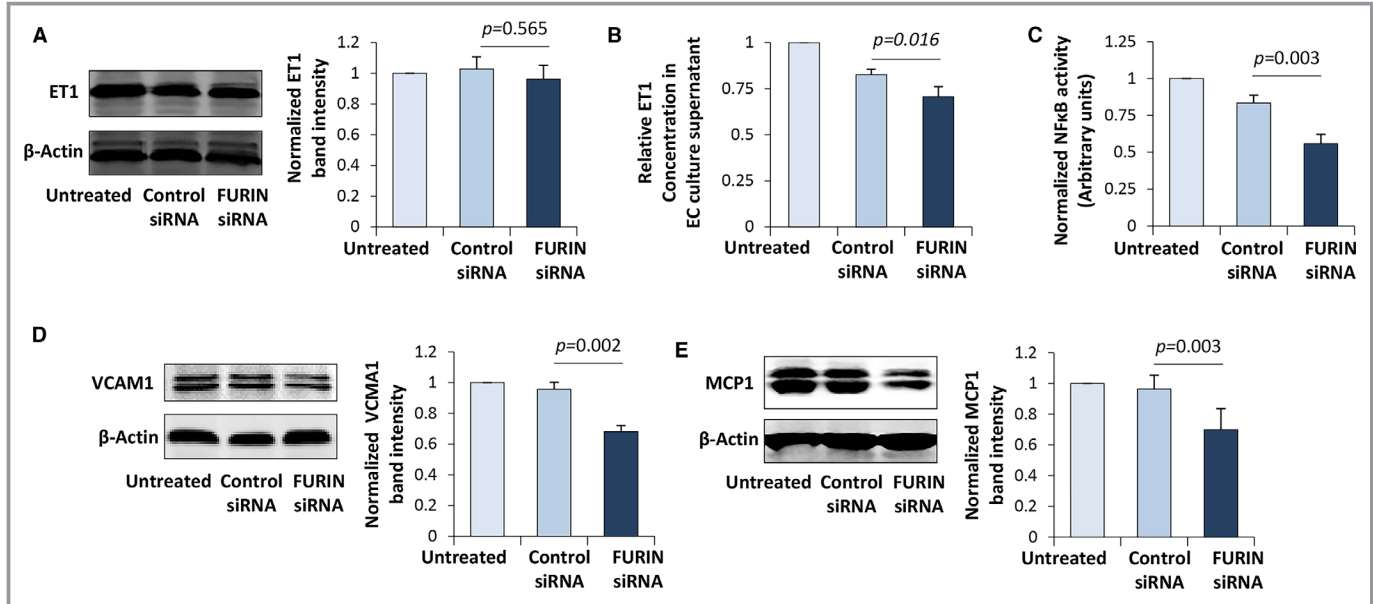 A
ET1
β-Actin
Untreated Control FURIN
siRNA siRNA
Normalized ET1
band intensity
1.2
1
0.8
0.6
0.4
0.2
0
p=0.565
Untreated Control FURIN
siRNA siRNA
B
Relative ET1
Concentration in
EC culture supernatant
1
0.75
0.5
0.25
0
p=0.016
Untreated Control FURIN
siRNA siRNA
C
Normalized NFκB activity
(Arbitrary units)
1.25
1
0.75
0.5
0.25
0
p=0.003
Untreated Control FURIN
siRNA siRNA
D
VCAM1
β-Actin
Untreated Control FURIN
siRNA siRNA
Normalized VCMA1
band intensity
1.2
1
0.8
0.6
0.4
0.2
0
p=0.002
Untreated Control FURIN
siRNA siRNA
E
MCP1
β-Actin
Untreated Control FURIN
siRNA siRNA
Normalized MCP1
band intensity
1.2
1
0.8
0.6
0.4
0.2
0
p=0.003
Untreated Control FURIN
siRNA siRNA